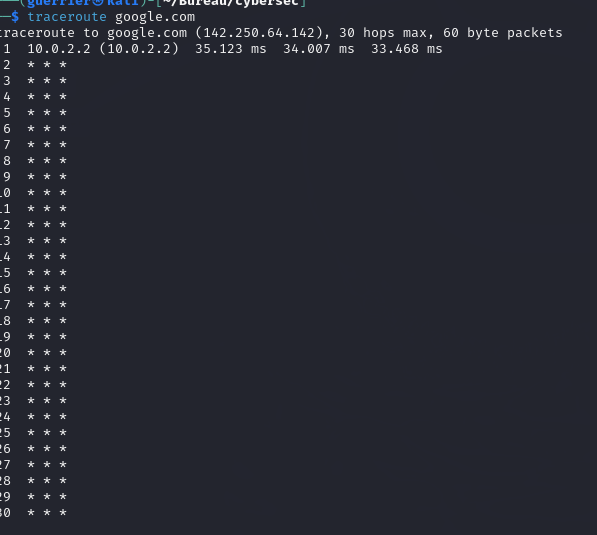 (guerrier㉿kali)-[~/Bureau/cybersec]
$ traceroute google.com
traceroute to google.com (142.250.64.142), 30 hops max, 60 byte packets
1 10.0.2.2 (10.0.2.2) 35.123 ms 34.007 ms 33.468 ms
2 * * *
3 * * *
4 * * *
5 * * *
6 * * *
7 * * *
8 * * *
9 * * *
10 * * *
11 * * *
12 * * *
13 * * *
14 * * *
15 * * *
16 * * *
17 * * *
18 * * *
19 * * *
20 * * *
21 * * *
22 * * *
23 * * *
24 * * *
25 * * *
26 * * *
27 * * *
28 * * *
29 * * *
30 * * *